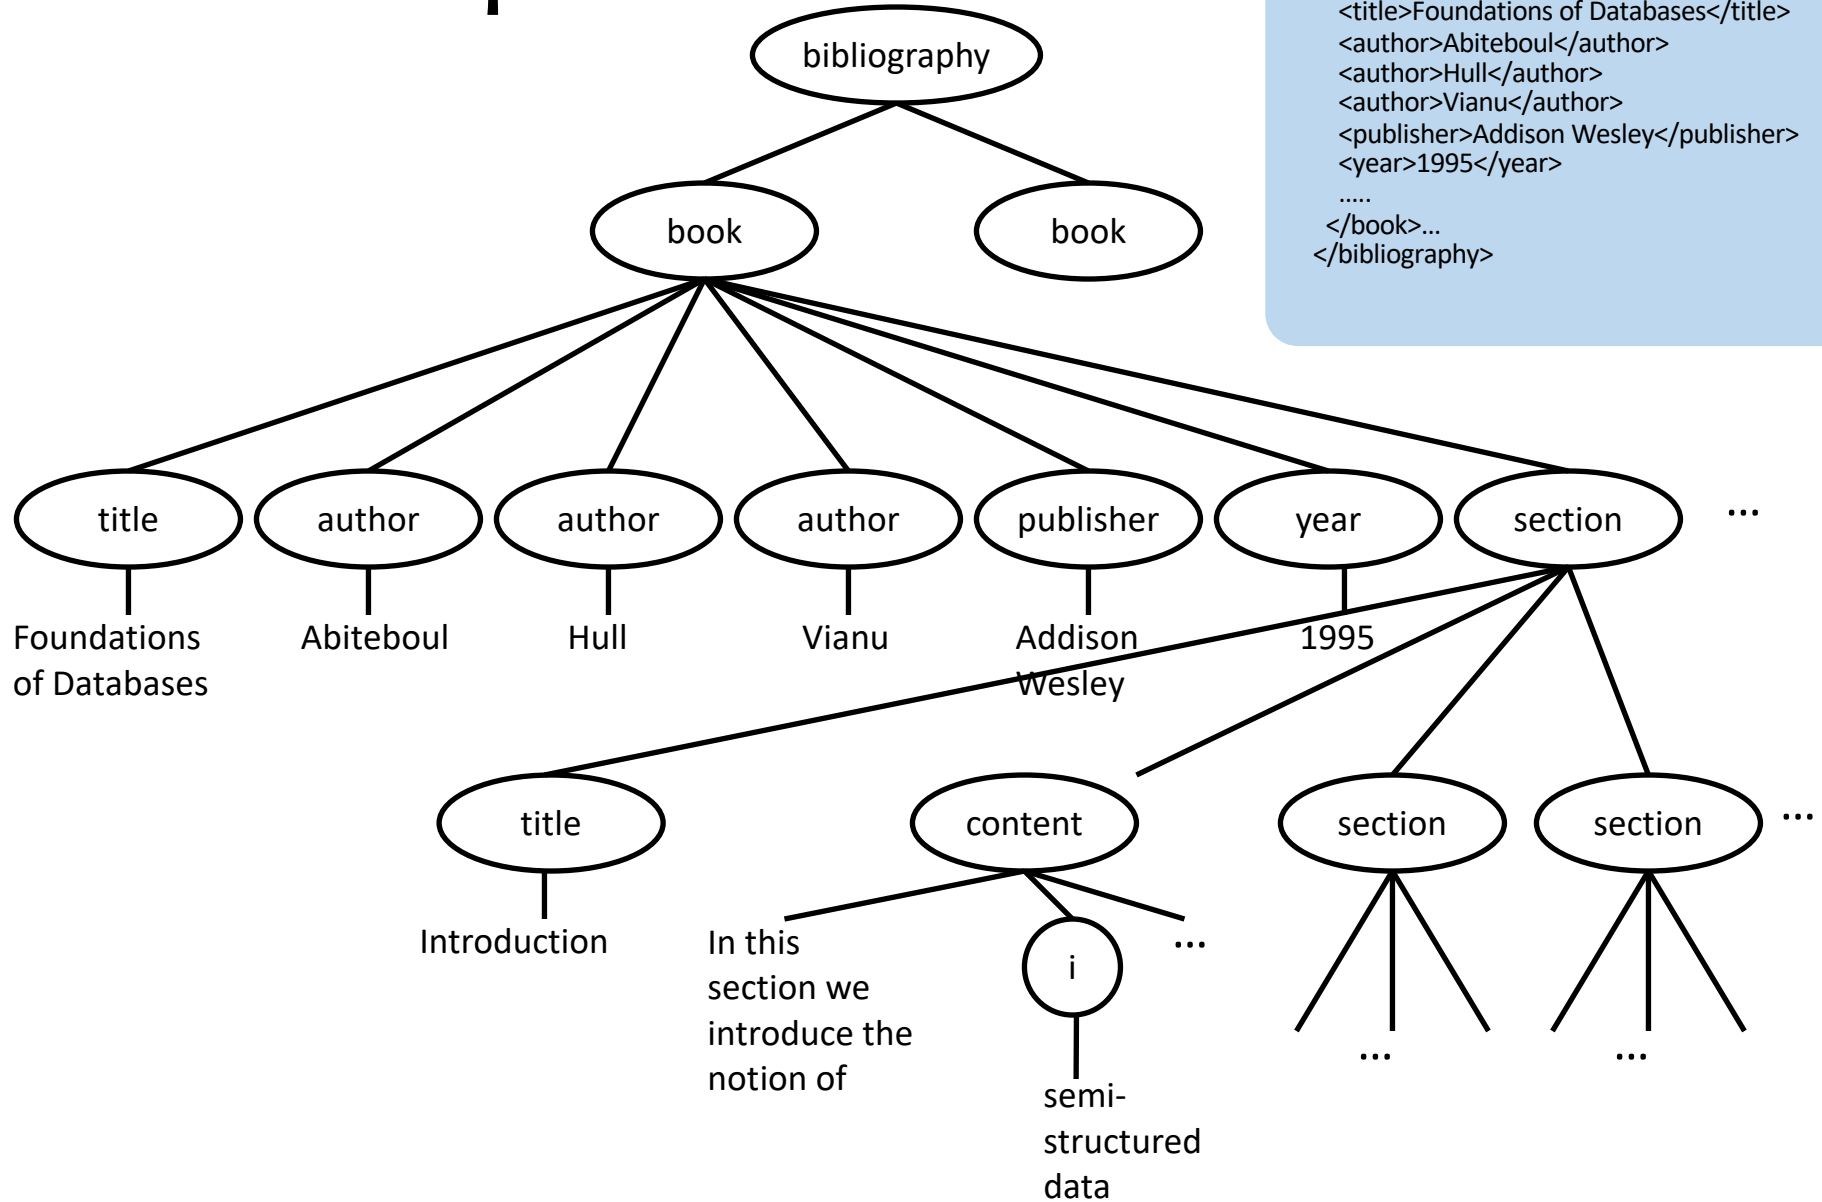 bibliography
<title>Foundations of Databases</title>
<author>Abiteboul</author>
<author>Hull</author>
<author>Vianu</author>
<publisher>Addison Wesley</publisher>
<year>1995</year>
.....
</book>...
</bibliography>
book
book
title
author
author
author
publisher
year
section
...
Foundations
of Databases
Abiteboul
Hull
Vianu
Addison
Wesley
1995
title
content
section
section
...
Introduction
In this
section we
introduce the
notion of
i
...
semi-
structured
data
...
...